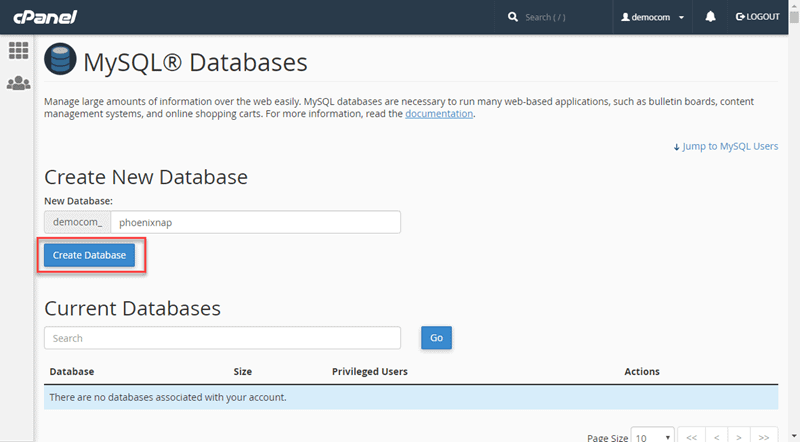 cPanel
Search ( / )
democom
LOGOUT
MySQL® Databases
Manage large amounts of information over the web easily. MySQL databases are necessary to run many web-based applications, such as bulletin boards, content
management systems, and online shopping carts. For more information, read the documentation.
Jump to MySQL Users
Create New Database
New Database:
democom_ phoenixnap
Create Database
Current Databases
Search Go
Database Size Privileged Users Actions
There are no databases associated with your account.
Page Size 10 << < > >>